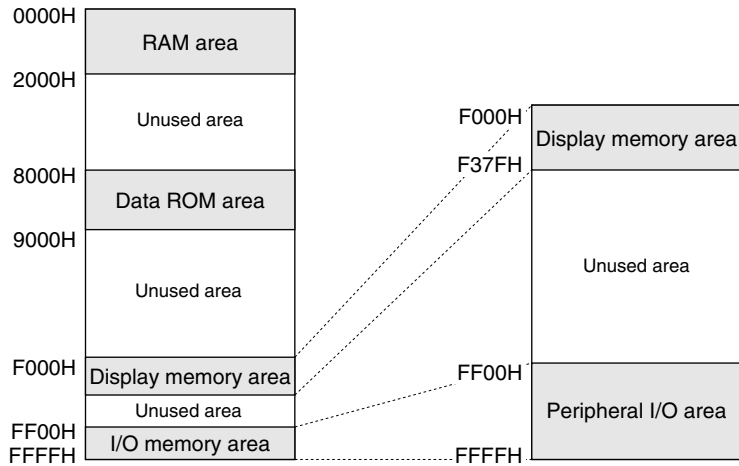 0000H
RAM area
2000H
Unused area
8000H
Data ROM area
9000H
Unused area
F000H
Display memory area
Unused area
FF00H
I/O memory area
FFFFH
F000H
Display memory area
F37FH
Unused area
FF00H
Peripheral I/O area
FFFFH